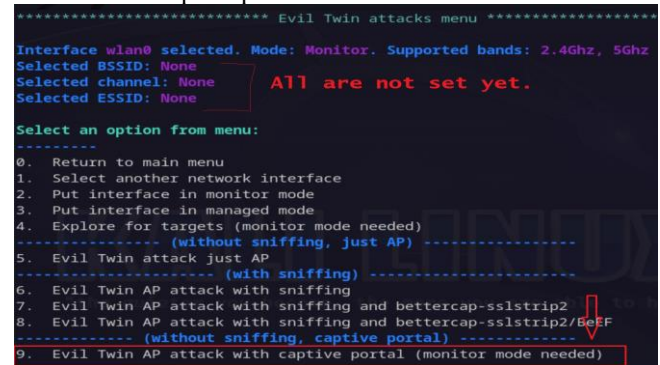 *************************** Evil Twin attacks menu *******************
Interface wlan0 selected. Mode: Monitor. Supported bands: 2.4Ghz, 5Ghz
Selected BSSID: None
Selected channel: None
All are not set yet.
Selected ESSID: None
Select an option from menu:
---------
0. Return to main menu
1. Select another network interface
2. Put interface in monitor mode
3. Put interface in managed mode
4. Explore for targets (monitor mode needed)
-------------- (without sniffing, just AP) ----------------
5. Evil Twin attack just AP
---------------------- (with sniffing) ----------------------
6. Evil Twin AP attack with sniffing
7. Evil Twin AP attack with sniffing and bettercap-sslstrip2
8. Evil Twin AP attack with sniffing and bettercap-sslstrip2/BeEF
------------- (without sniffing, captive portal) -------------
9. Evil Twin AP attack with captive portal (monitor mode needed)